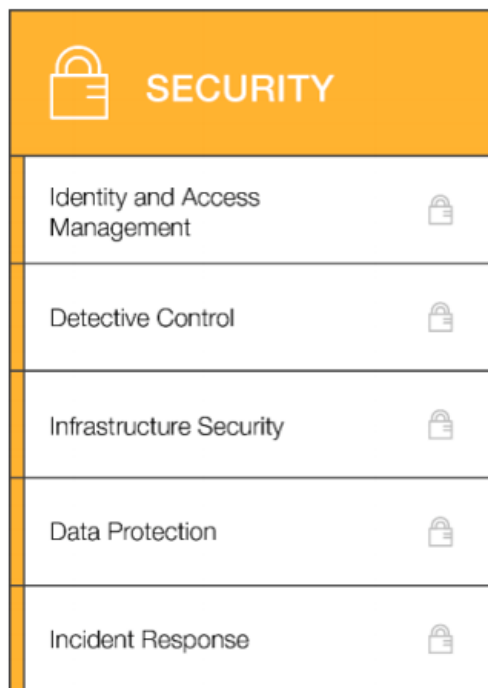 SECURITY
Identity and Access
Management
Detective Control
Infrastructure Security
Data Protection
Incident Response